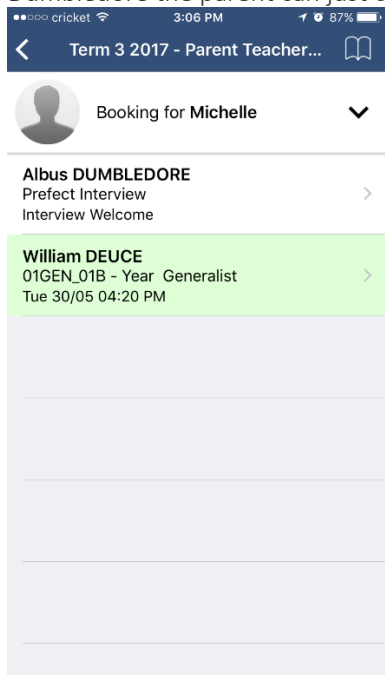 Dumbledore the parent can just
cricket 3:06 PM 87%
Term 3 2017 - Parent Teacher...
Booking for Michelle
Albus DUMBLEDORE
Prefect Interview
Interview Welcome
William DEUCE
01GEN_01B - Year  Generalist
Tue 30/05 04:20 PM